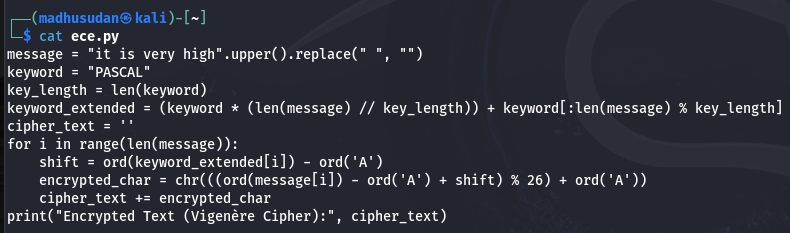 ┌──(madhusudan㉿kali)-[~]
└─$ cat ece.py
message = "it is very high".upper().replace(" ", "")
keyword = "PASCAL"
key_length = len(keyword)
keyword_extended = (keyword * (len(message) // key_length)) + keyword[:len(message) % key_length]
cipher_text = ''
for i in range(len(message)):
    shift = ord(keyword_extended[i]) - ord('A')
    encrypted_char = chr(((ord(message[i]) - ord('A') + shift) % 26) + ord('A'))
    cipher_text += encrypted_char
print("Encrypted Text (Vigenère Cipher):", cipher_text)